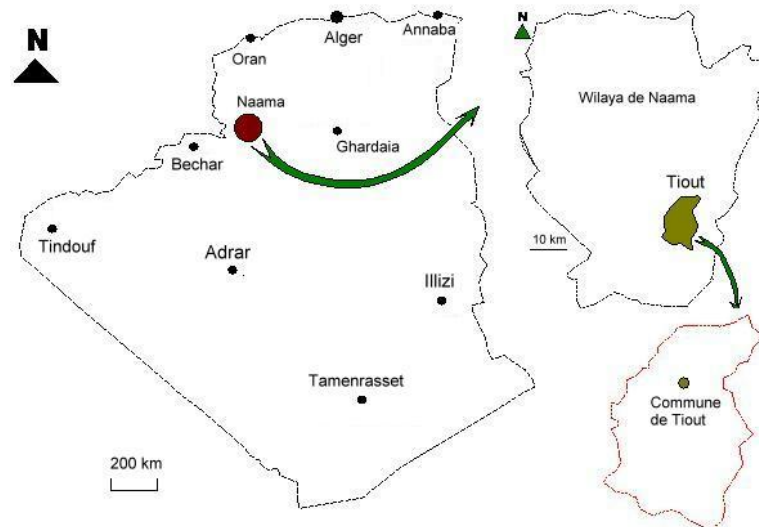 N
Alger
Annaba
Oran
Naama
Ghardaia
Bechar
Tindouf
Adrar
Illizi
Tamenrasset
200 km
N
Wilaya de Naama
Tiout
10 km
Commune
de Tiout